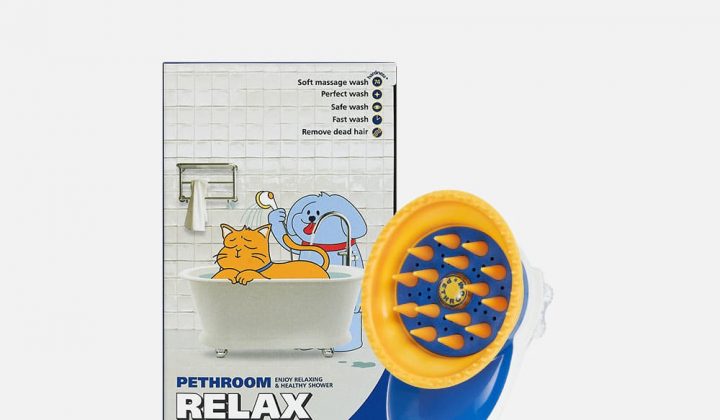 Soft massage wash
Perfect wash
Safe wash
Fast wash
Remove dead hair
PETHROOM
ENJOY RELAXING
& HEALTHY SHOWER
RELAX